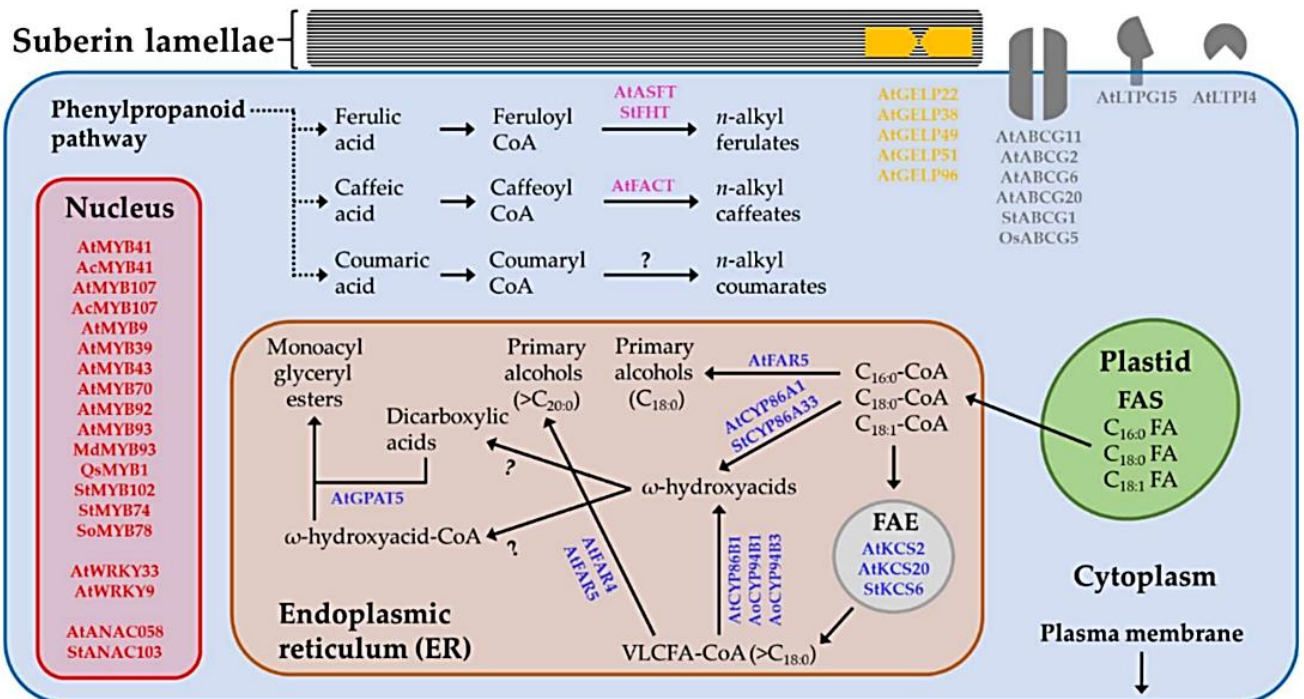 Suberin lamellae
Phenylpropanoid
pathway
Ferulic
acid
Feruloyl
CoA
AtASFT
StFHT
n-alkyl
ferulates
Caffeic
acid
Caffeoyl
CoA
AtFACT
n-alkyl
caffeates
Coumaric
acid
Coumaryl
CoA
?
n-alkyl
coumarates
AtGELP22
AtGELP38
AtGELP49
AtGELP51
AtGELP96
AtABCG11
AtABCG2
AtABCG6
AtABCG20
StABCG1
OsABCG5
AtLTPG15
AtLTPI4
Nucleus
AtMYB41
AcMYB41
AtMYB107
AcMYB107
AtMYB9
AtMYB39
AtMYB43
AtMYB70
AtMYB92
AtMYB93
MdMYB93
QsMYB1
StMYB102
StMYB74
SoMYB78
AtWRKY33
AtWRKY9
AtANAC058
StANAC103
Monoacyl
glyceryl
esters
Primary
alcohols
(>C20:0)
Primary
alcohols
(C18:0)
AtFAR5
C16:0-CoA
C18:0-CoA
C18:1-CoA
AtCYP86A1
StCYP86A33
Dicarboxylic
acids
?
AtGPAT5
ω-hydroxyacids
ω-hydroxyacid-CoA
?
AtFAR4
AtFAR5
AtCYP86B1
AoCYP94B1
AoCYP94B3
FAE
AtKCS2
AtKCS20
StKCS6
VLCFA-CoA (>C18:0)
Endoplasmic
reticulum (ER)
Plastid
FAS
C16:0 FA
C18:0 FA
C18:1 FA
Cytoplasm
Plasma membrane